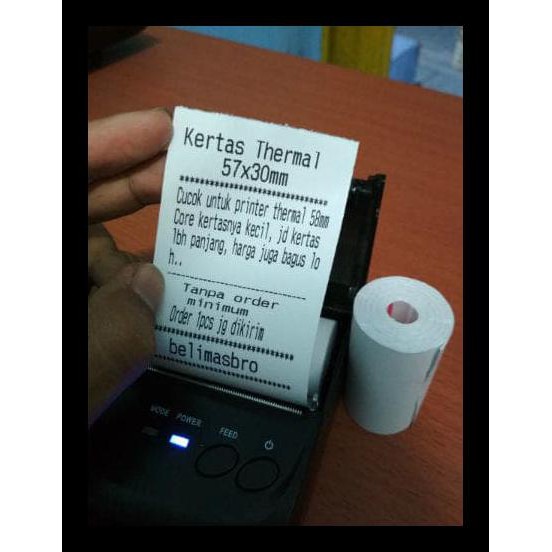 Kertas Thermal
57x30mm
********************************
Cucok untuk printer thermal 58mm
Core kertasnya kecil, jd kertas
lbh panjang, harga juga bagus lo
h..
--------------------------------
Tanpa order
minimum
Order 1pcs jg dikirim
********************************
belimasbro
********************************
MODE POWER FEED